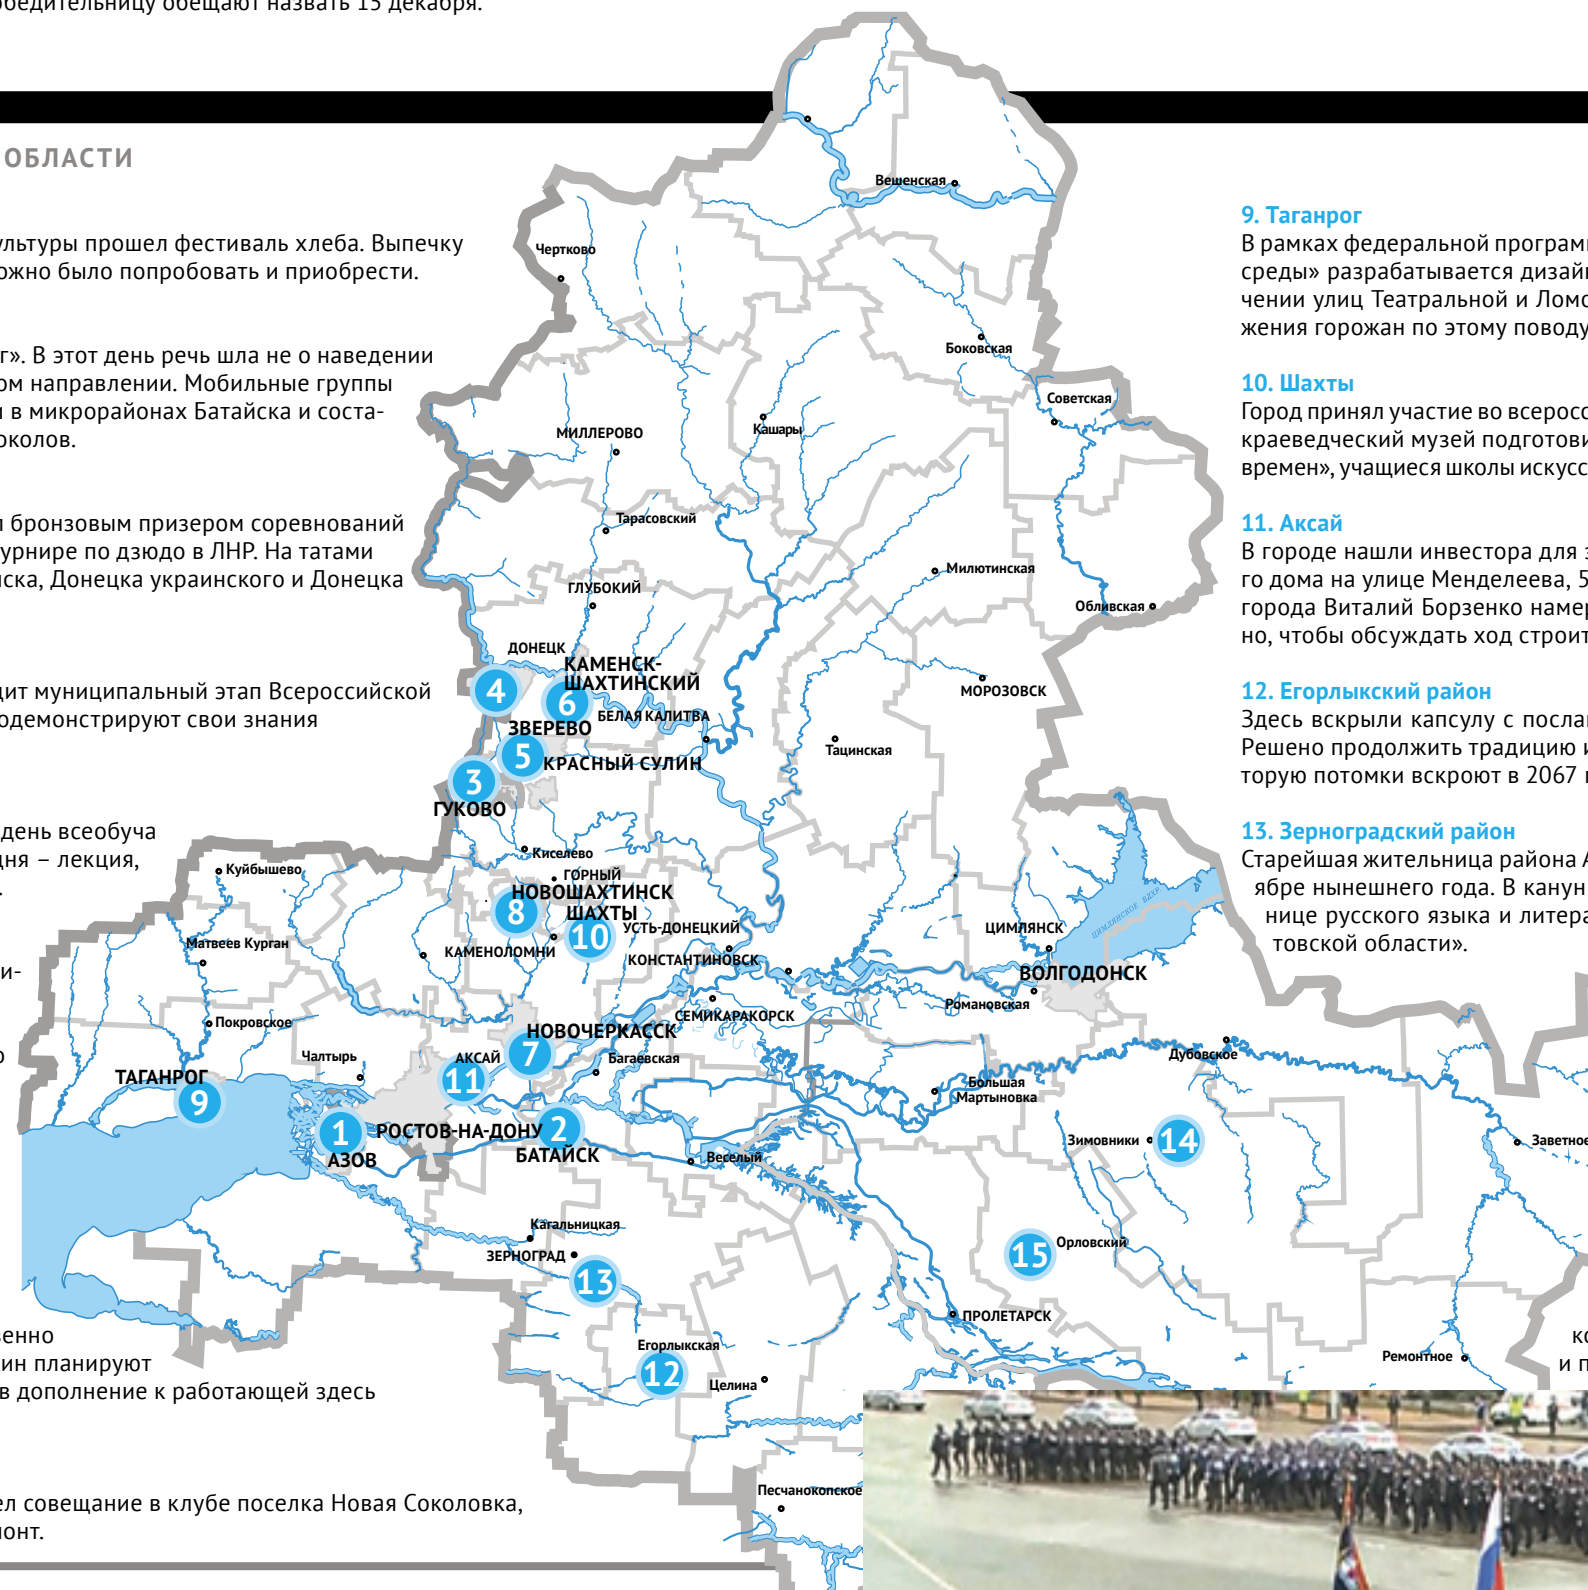 обедительницу обещают назвать 15 декабря.
ОБЛАСТИ
ультуры прошел фестиваль хлеба. Выпечку
ожно было попробовать и приобрести.
г». В этот день речь шла не о наведении
ом направлении. Мобильные группы
и в микрорайонах Батайска и соста-
околов.
л бронзовым призером соревнований
урнире по дзюдо в ЛНР. На татами
нска, Донецка украинского и Донецка
дит муниципальный этап Всероссийской
одемонстрируют свои знания
день всеобуча
дня – лекция,
и-
о
венно
ин планируют
в дополнение к работающей здесь
ел совещание в клубе поселка Новая Соколовка,
монт.
Вешенская
Чертково
Боковская
Советская
Кашары
МИЛЛЕРОВО
Тарасовский
Милютинская
ГЛУБОКИЙ
Обливская
ДОНЕЦК
КАМЕНСК-
ШАХТИНСКИЙ
4
6
МОРОЗОВСК
БЕЛАЯ КАЛИТВА
ЗВЕРЕВО
5
Тацинская
КРАСНЫЙ СУЛИН
3
ГУКОВО
Киселево
Куйбышево
ГОРНЫЙ
НОВОШАХТИНСК
8
ШАХТЫ
10
УСТЬ-ДОНЕЦКИЙ
ЦИМЛЯНСКОЕ ВДХР.
ЦИМЛЯНСК
Матвеев Курган
КАМЕНОЛОМНИ
КОНСТАНТИНОВСК
ВОЛГОДОНСК
Романовская
СЕМИКАРАКОРСК
Покровское
НОВОЧЕРКАССК
7
Чалтырь
АКСАЙ
11
Багаевская
Дубовское
ТАГАНРОГ
9
Большая
Мартыновка
1
РОСТОВ-НА-ДОНУ
2
АЗОВ
БАТАЙСК
Веселый
Зимовники
14
Заветное
Кагальницкая
ЗЕРНОГРАД
13
15
Орловский
ПРОЛЕТАРСК
Егорлыкская
12
Целина
Ремонтное
Песчанокопское
9. Таганрог
В рамках федеральной програм
среды» разрабатывается дизай
чении улиц Театральной и Ломо
жения горожан по этому поводу
10. Шахты
Город принял участие во всеросс
краеведческий музей подготови
времен», учащиеся школы искусс
11. Аксай
В городе нашли инвестора для з
го дома на улице Менделеева, 5
города Виталий Борзенко намер
но, чтобы обсуждать ход строит
12. Егорлыкский район
Здесь вскрыли капсулу с послан
Решено продолжить традицию и
торую потомки вскроют в 2067 г
13. Зерноградский район
Старейшая жительница района А
ябре нынешнего года. В канун
нице русского языка и литера
товской области».
ко
и п